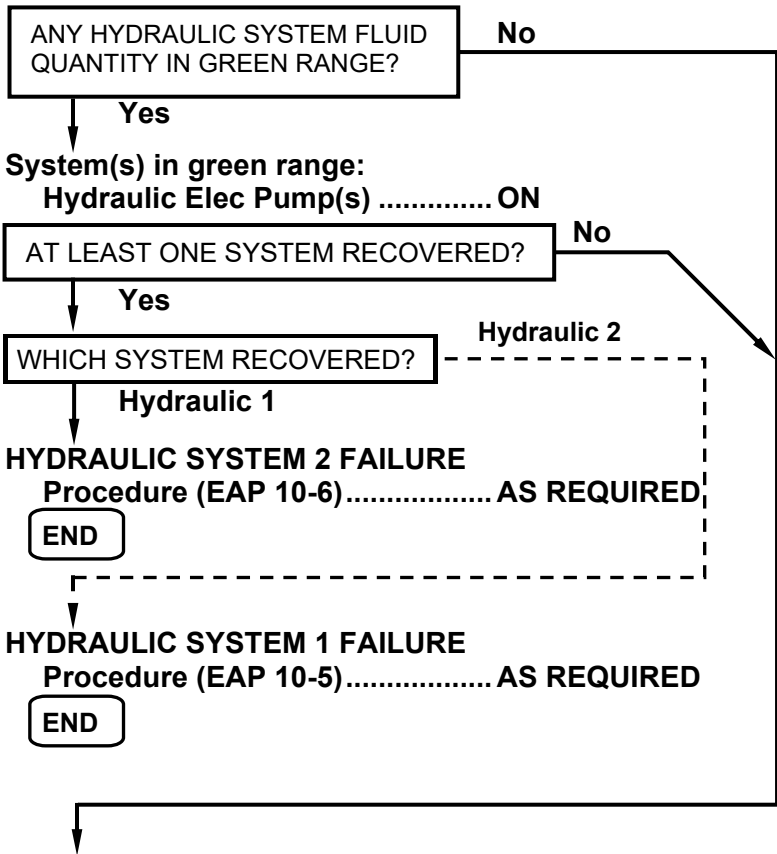 ANY HYDRAULIC SYSTEM FLUID
QUANTITY IN GREEN RANGE?
No
Yes
System(s) in green range:
Hydraulic Elec Pump(s) .............. ON
AT LEAST ONE SYSTEM RECOVERED?
No
Yes
WHICH SYSTEM RECOVERED?
Hydraulic 2
Hydraulic 1
HYDRAULIC SYSTEM 2 FAILURE
Procedure (EAP 10-6).................. AS REQUIRED
END
HYDRAULIC SYSTEM 1 FAILURE
Procedure (EAP 10-5).................. AS REQUIRED
END